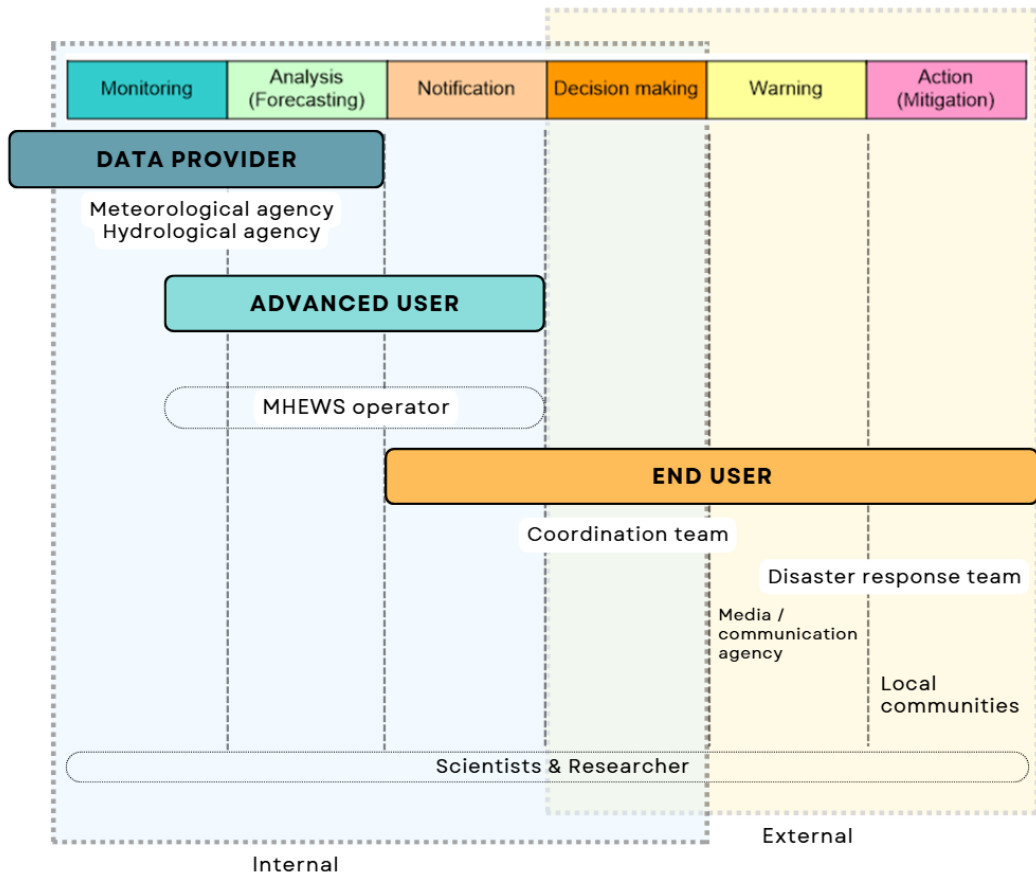 Monitoring
Analysis
(Forecasting)
Notification
Decision making
Warning
Action
(Mitigation)
DATA PROVIDER
Meteorological agency
Hydrological agency
ADVANCED USER
MHEWS operator
END USER
Coordination team
Disaster response team
Media /
communication
agency
Local
communities
Scientists & Researcher
External
Internal